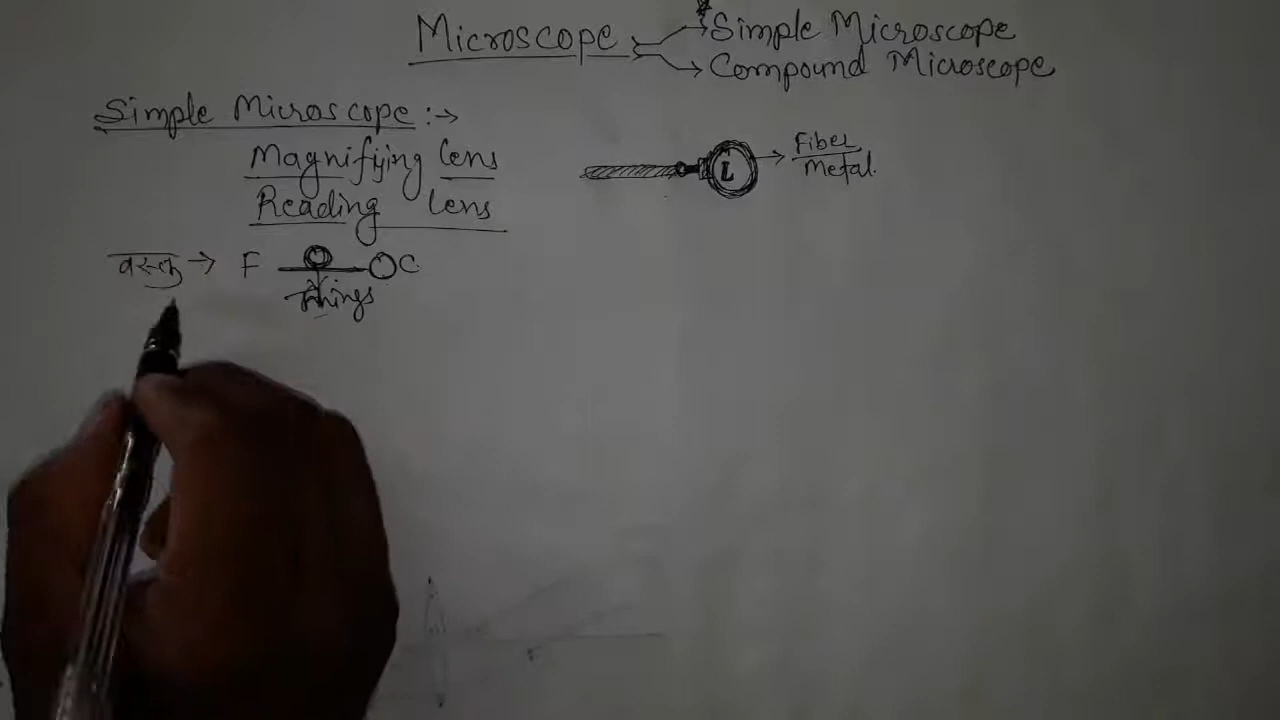 Microscope → Simple Microscope
→ Compound Microscope
Simple Microscope :→
Magnifying lens
Reading lens
L → Fiber
Metal.
वस्तु → F OC
Things
F